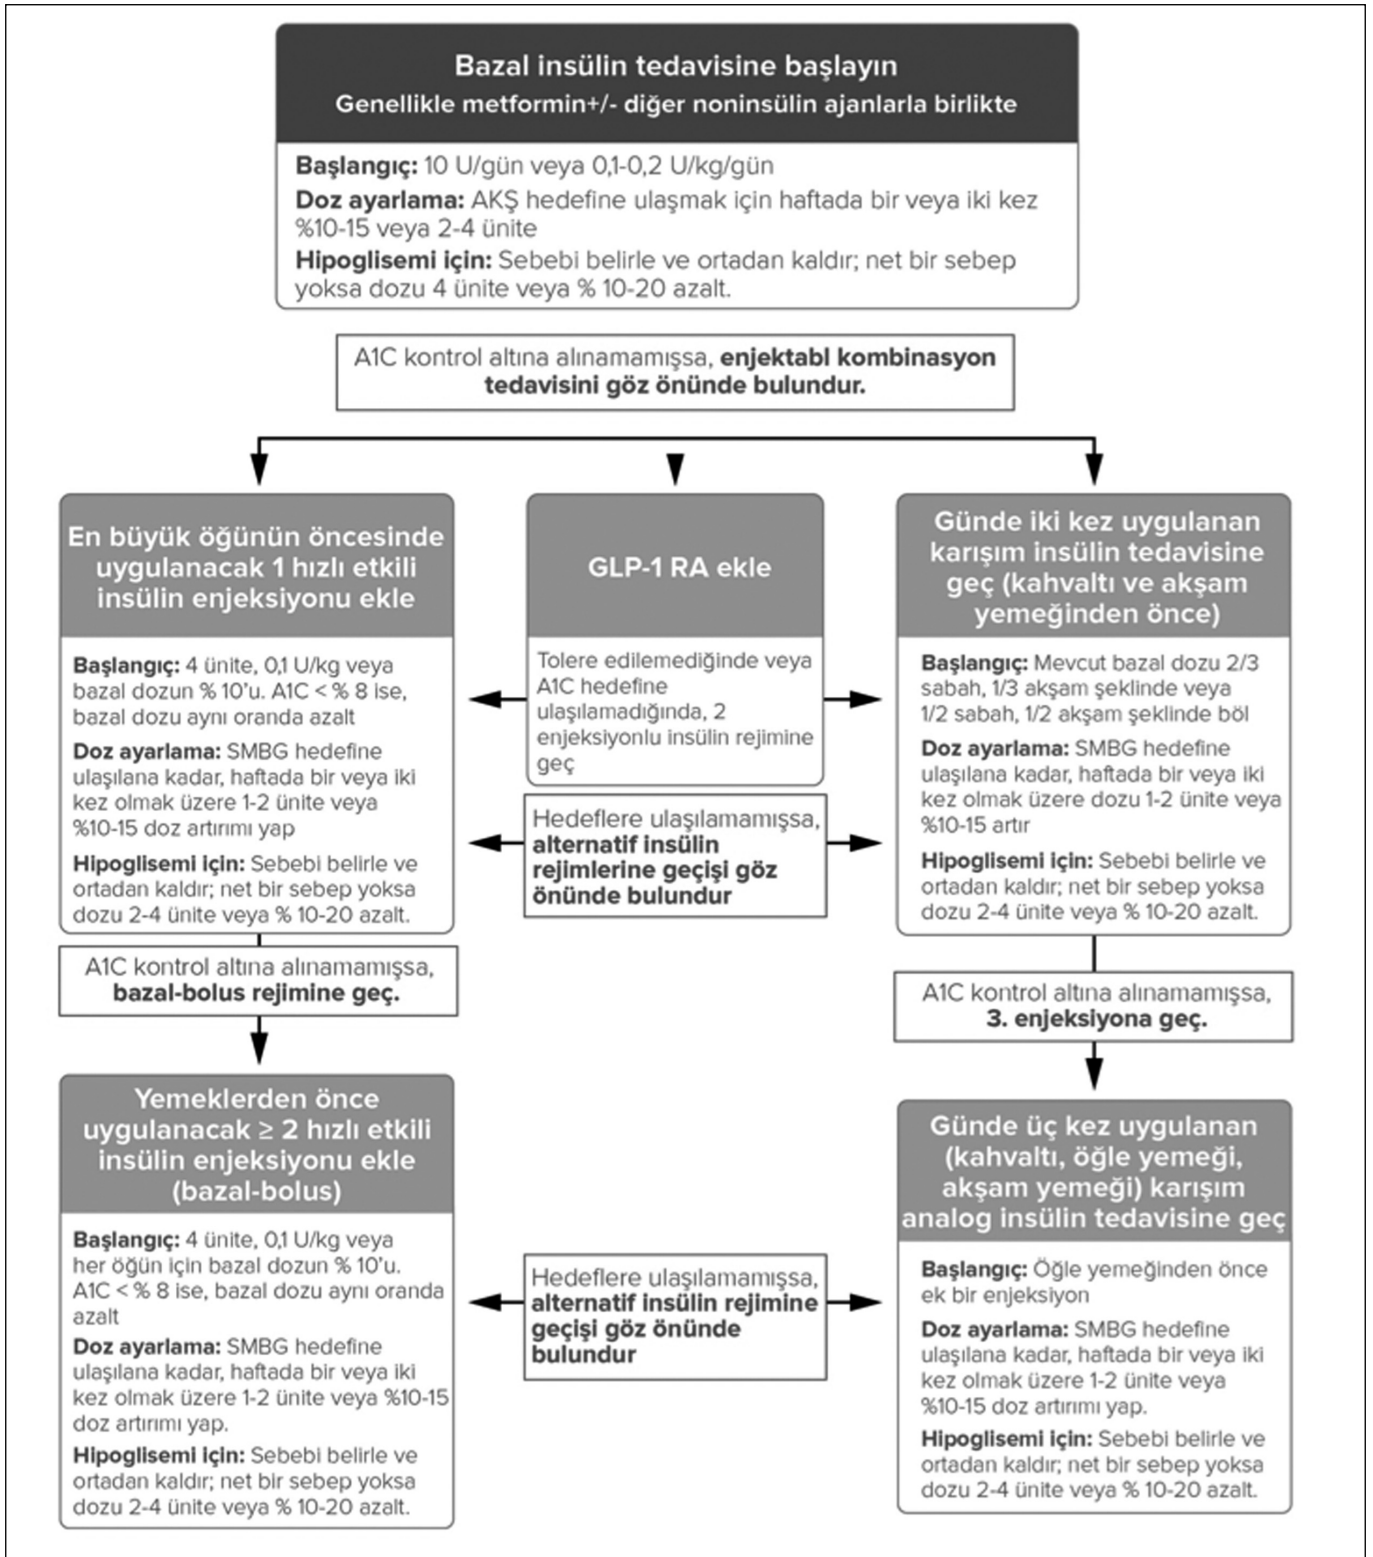 Bazal insülin tedavisine başlayın
Genellikle metformin+/- diğer noninsülin ajanlarla birlikte
Başlangıç: 10 U/gün veya 0,1-0,2 U/kg/gün
Doz ayarlama: AKŞ hedefine ulaşmak için haftada bir veya iki kez
%10-15 veya 2-4 ünite
Hipoglisemi için: Sebebi belirle ve ortadan kaldır; net bir sebep
yoksa dozu 4 ünite veya % 10-20 azalt.
A1C kontrol altına alınamamışsa, enjektabl kombinasyon
tedavisini göz önünde bulundur.
En büyük öğünün öncesinde
uygulanacak 1 hızlı etkili
insülin enjeksiyonu ekle
Başlangıç: 4 ünite, 0,1 U/kg veya
bazal dozun % 10'u. A1C < % 8 ise,
bazal dozu aynı oranda azalt
Doz ayarlama: SMBG hedefine
ulaşılana kadar, haftada bir veya iki
kez olmak üzere 1-2 ünite veya
%10-15 doz artırımı yap
Hipoglisemi için: Sebebi belirle ve
ortadan kaldır; net bir sebep yoksa
dozu 2-4 ünite veya % 10-20 azalt.
GLP-1 RA ekle
Tolere edilemediğinde veya
A1C hedefine
ulaşılamadığında, 2
enjeksiyonlu insülin rejimine
geç
Hedeflere ulaşılamamışsa,
alternatif insülin
rejimlerine geçişi göz
önünde bulundur
Günde iki kez uygulanan
karışım insülin tedavisine
geç (kahvaltı ve akşam
yemeğinden önce)
Başlangıç: Mevcut bazal dozu 2/3
sabah, 1/3 akşam şeklinde veya
1/2 sabah, 1/2 akşam şeklinde böl
Doz ayarlama: SMBG hedefine
ulaşılana kadar, haftada bir veya iki
kez olmak üzere dozu 1-2 ünite veya
%10-15 artır
Hipoglisemi için: Sebebi belirle ve
ortadan kaldır; net bir sebep yoksa
dozu 2-4 ünite veya % 10-20 azalt.
A1C kontrol altına alınamamışsa,
bazal-bolus rejimine geç.
A1C kontrol altına alınamamışsa,
3. enjeksiyona geç.
Yemeklerden önce
uygulanacak ≥ 2 hızlı etkili
insülin enjeksiyonu ekle
(bazal-bolus)
Başlangıç: 4 ünite, 0,1 U/kg veya
her öğün için bazal dozun % 10'u.
A1C < % 8 ise, bazal dozu aynı oranda
azalt
Doz ayarlama: SMBG hedefine
ulaşılana kadar, haftada bir veya iki
kez olmak üzere 1-2 ünite veya %10-15
doz artırımı yap.
Hipoglisemi için: Sebebi belirle ve
ortadan kaldır; net bir sebep yoksa
dozu 2-4 ünite veya % 10-20 azalt.
Hedeflere ulaşılamamışsa,
alternatif insülin rejimine
geçişi göz önünde
bulundur
Günde üç kez uygulanan
(kahvaltı, öğle yemeği,
akşam yemeği) karışım
analog insülin tedavisine geç
Başlangıç: Öğle yemeğinden önce
ek bir enjeksiyon
Doz ayarlama: SMBG hedefine
ulaşılana kadar, haftada bir veya iki
kez olmak üzere 1-2 ünite veya
%10-15 doz artırımı yap.
Hipoglisemi için: Sebebi belirle ve
ortadan kaldır; net bir sebep yoksa
dozu 2-4 ünite veya % 10-20 azalt.